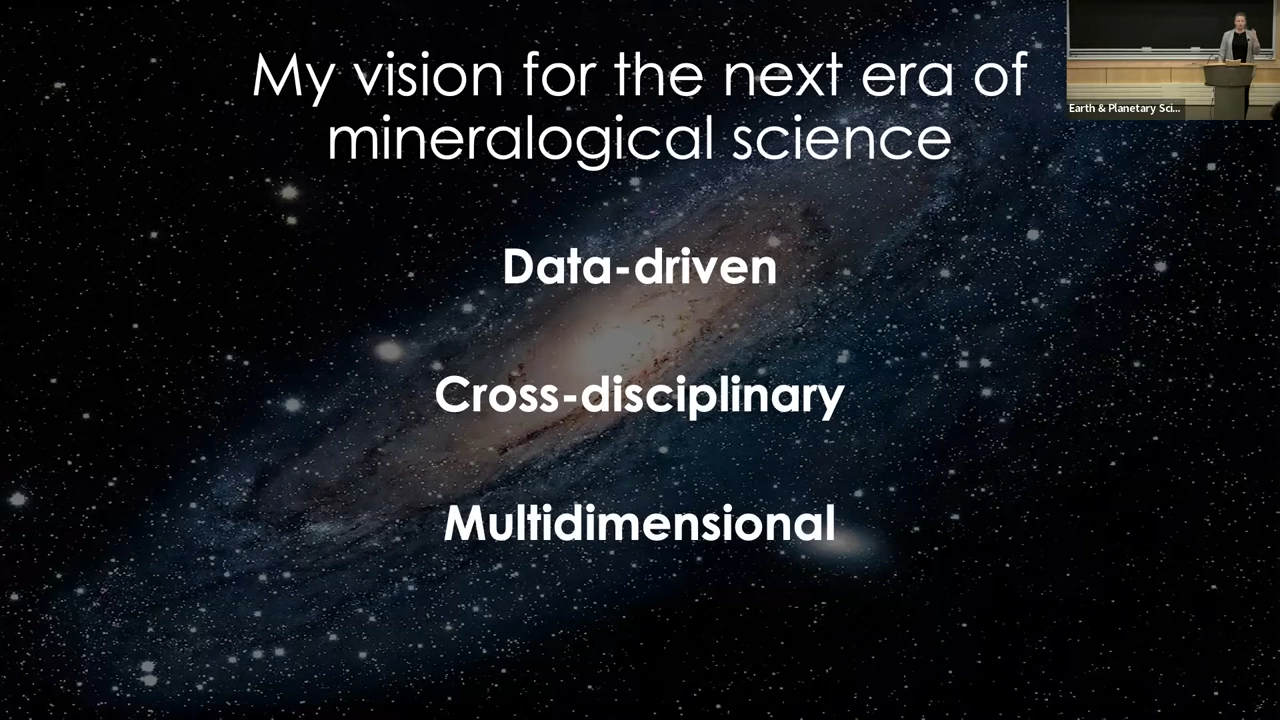 My vision for the next era of
mineralogical science
Earth & Planetary Sci...
Data-driven
Cross-disciplinary
Multidimensional